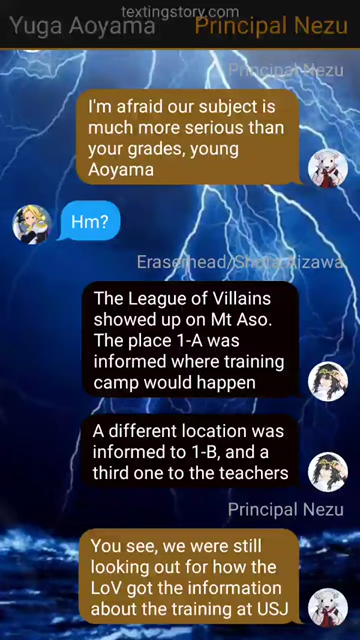 textingstory.com
Yuga Aoyama Principal Nezu
Principal Nezu
I'm afraid our subject is
much more serious than
your grades, young
Aoyama
Hm?
Eraserhead/Shota Aizawa
The League of Villains
showed up on Mt Aso.
The place 1-A was
informed where training
camp would happen
A different location was
informed to 1-B, and a
third one to the teachers
Principal Nezu
You see, we were still
looking out for how the
LoV got the information
about the training at USJ